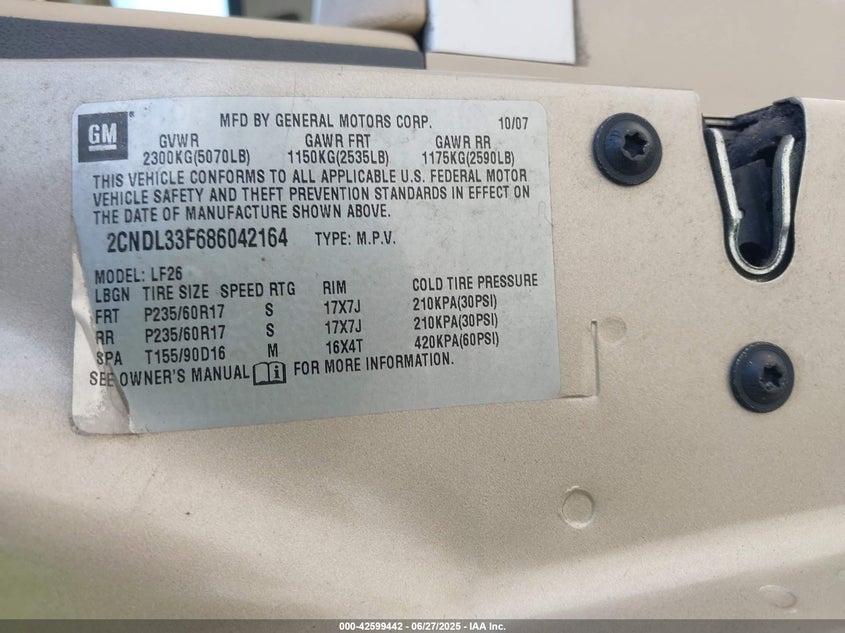 GM
MFD BY GENERAL MOTORS CORP. 10/07
GVWR GAWR FRT GAWR RR
2300KG(5070LB) 1150KG(2535LB) 1175KG(2590LB)
THIS VEHICLE CONFORMS TO ALL APPLICABLE U.S. FEDERAL MOTOR
VEHICLE SAFETY AND THEFT PREVENTION STANDARDS IN EFFECT ON
THE DATE OF MANUFACTURE SHOWN ABOVE.
2CNDL33F686042164 TYPE: M.P.V.
MODEL: LF26
LBGN TIRE SIZE SPEED RTG RIM COLD TIRE PRESSURE
FRT P235/60R17 S 17X7J 210KPA(30PSI)
RR P235/60R17 S 17X7J 210KPA(30PSI)
SPA T155/90D16 M 16X4T 420KPA(60PSI)
SEE OWNER'S MANUAL FOR MORE INFORMATION.
000-42599442 - 06/27/2025 - IAA Inc.